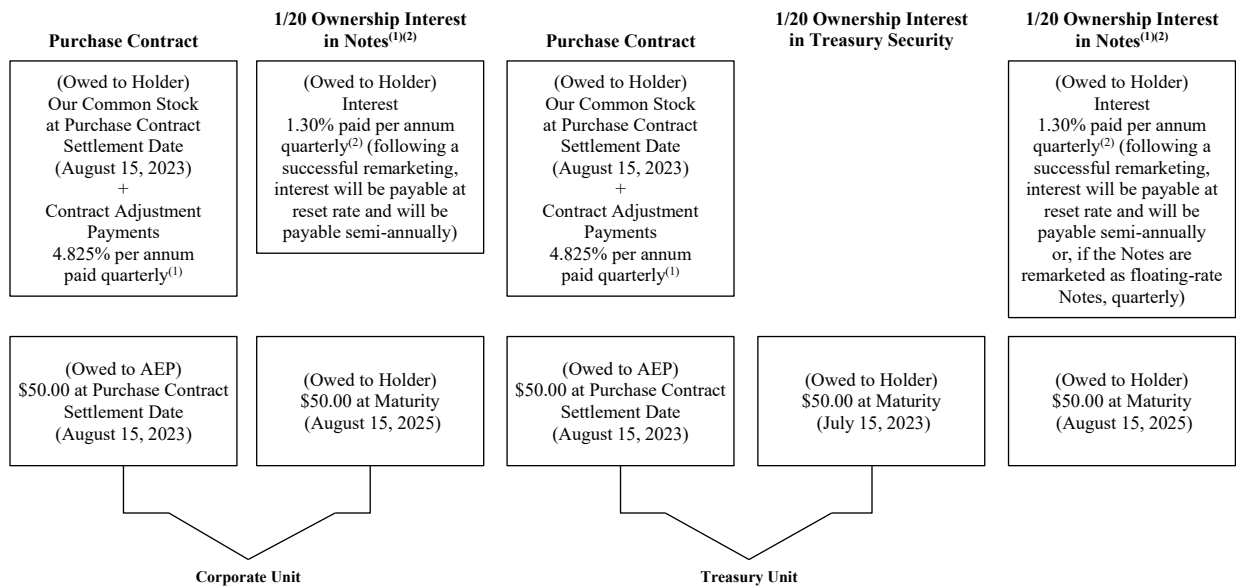 Purchase Contract
1/20 Ownership Interest
in Notes(1)(2)
Purchase Contract
1/20 Ownership Interest
in Treasury Security
1/20 Ownership Interest
in Notes(1)(2)
(Owed to Holder)
Our Common Stock
at Purchase Contract
Settlement Date
(August 15, 2023)
+
Contract Adjustment
Payments
4.825% per annum
paid quarterly(1)
(Owed to Holder)
Interest
1.30% paid per annum
quarterly(2) (following a
successful remarketing,
interest will be payable at
reset rate and will be
payable semi-annually)
(Owed to Holder)
Our Common Stock
at Purchase Contract
Settlement Date
(August 15, 2023)
+
Contract Adjustment
Payments
4.825% per annum
paid quarterly(1)
(Owed to Holder)
Interest
1.30% paid per annum
quarterly(2) (following a
successful remarketing,
interest will be payable at
reset rate and will be
payable semi-annually
or, if the Notes are
remarketed as floating-rate
Notes, quarterly)
(Owed to AEP)
$50.00 at Purchase Contract
Settlement Date
(August 15, 2023)
(Owed to Holder)
$50.00 at Maturity
(August 15, 2025)
(Owed to AEP)
$50.00 at Purchase Contract
Settlement Date
(August 15, 2023)
(Owed to Holder)
$50.00 at Maturity
(July 15, 2023)
(Owed to Holder)
$50.00 at Maturity
(August 15, 2025)
Corporate Unit
Treasury Unit